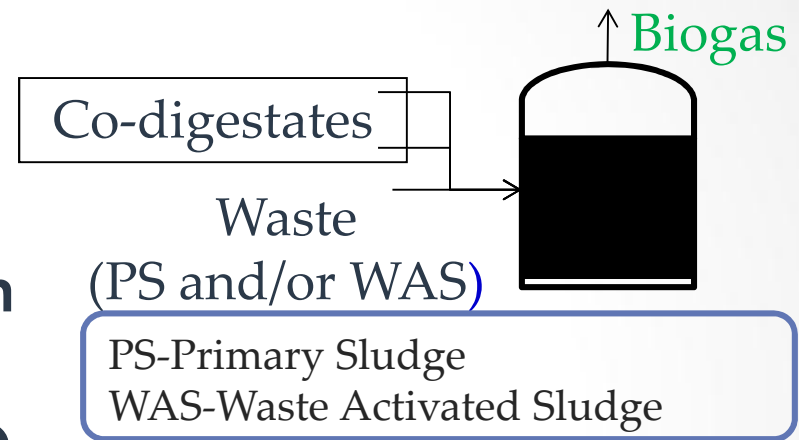 Biogas
Co-digestates
Waste
(PS and/or WAS)
PS-Primary Sludge
WAS-Waste Activated Sludge